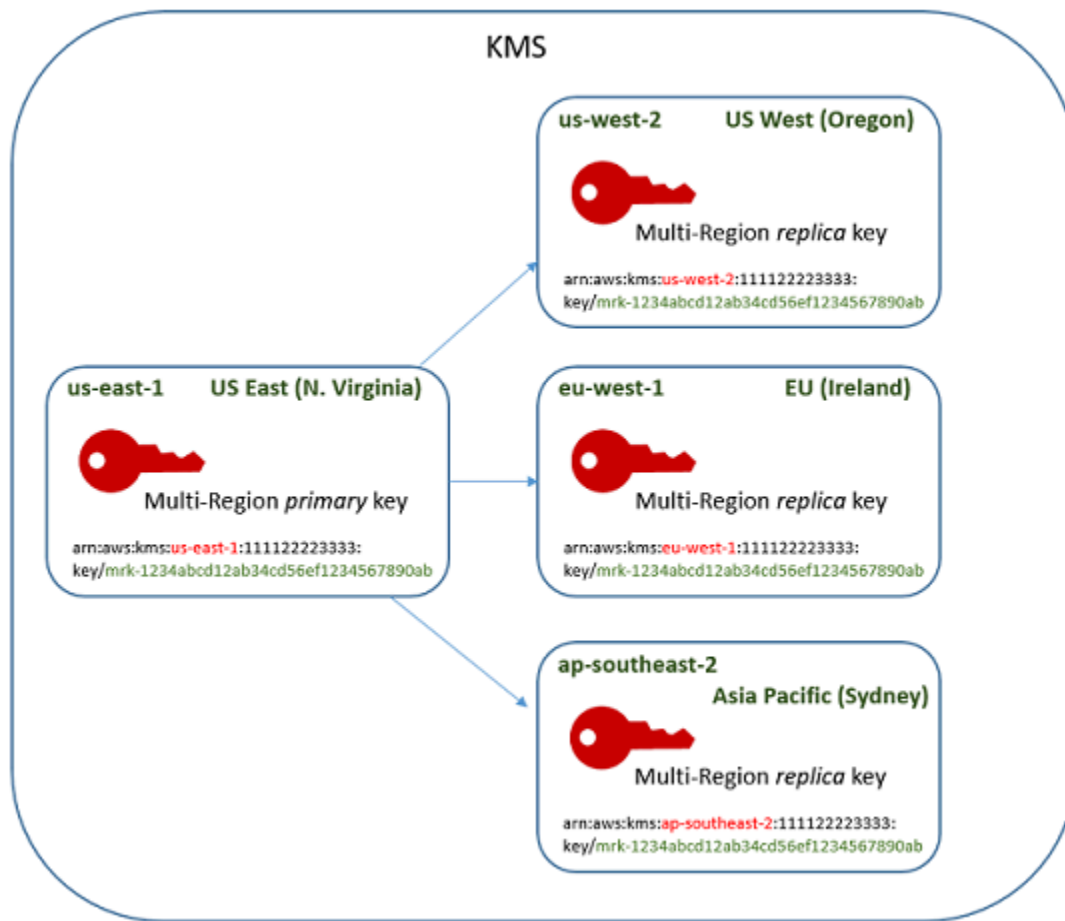 KMS
us-west-2 US West (Oregon)
Multi-Region replica key
arn:aws:kms:us-west-2:111122223333:
key/mrk-1234abcd12ab34cd56ef1234567890ab
us-east-1 US East (N. Virginia)
Multi-Region primary key
arn:aws:kms:us-east-1:111122223333:
key/mrk-1234abcd12ab34cd56ef1234567890ab
eu-west-1 EU (Ireland)
Multi-Region replica key
arn:aws:kms:eu-west-1:111122223333:
key/mrk-1234abcd12ab34cd56ef1234567890ab
ap-southeast-2
Asia Pacific (Sydney)
Multi-Region replica key
arn:aws:kms:ap-southeast-2:111122223333:
key/mrk-1234abcd12ab34cd56ef1234567890ab